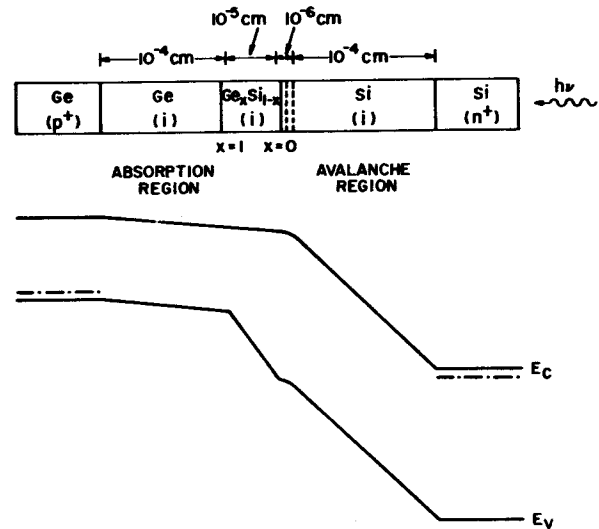 10⁻⁵cm 10⁻⁶cm
10⁻⁴cm 10⁻⁴cm
Ge Ge GeₓSi₁₋ₓ Si Si hν
(p⁺) (i) (i) (i) (n⁺)
x=1 x=0
ABSORPTION AVALANCHE
REGION REGION
E_C
E_V